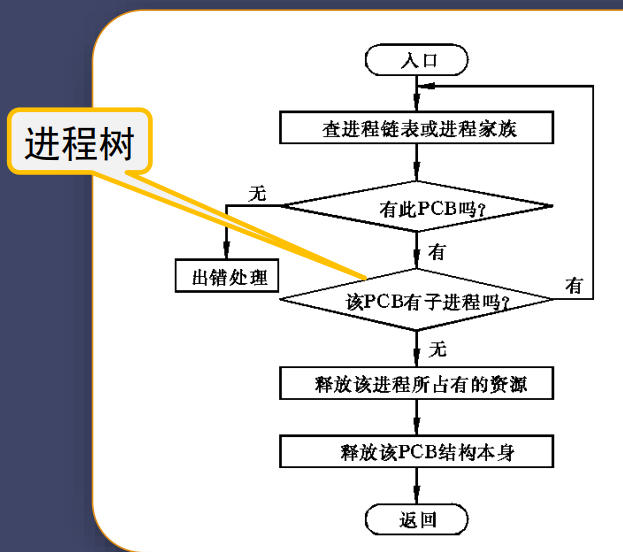 入口
查进程链表或进程家族
进程树
无
有此PCB吗?
有
出错处理
该PCB有子进程吗?
有
无
释放该进程所占有的资源
释放该PCB结构本身
返回